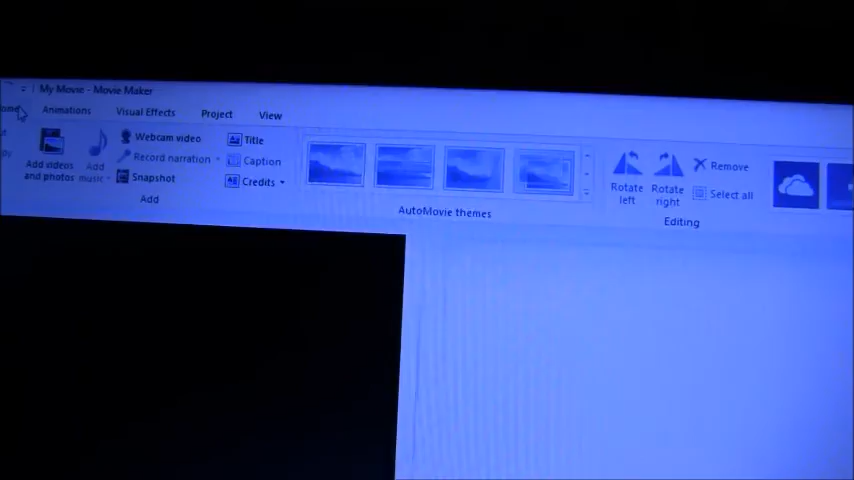 My Movie - Movie Maker
Animations Visual Effects Project View
Add videos
and photos
Add
music
Webcam video
Record narration
Snapshot
Title
Caption
Credits
Add
AutoMovie themes
Rotate
left
Rotate
right
Remove
Select all
Editing